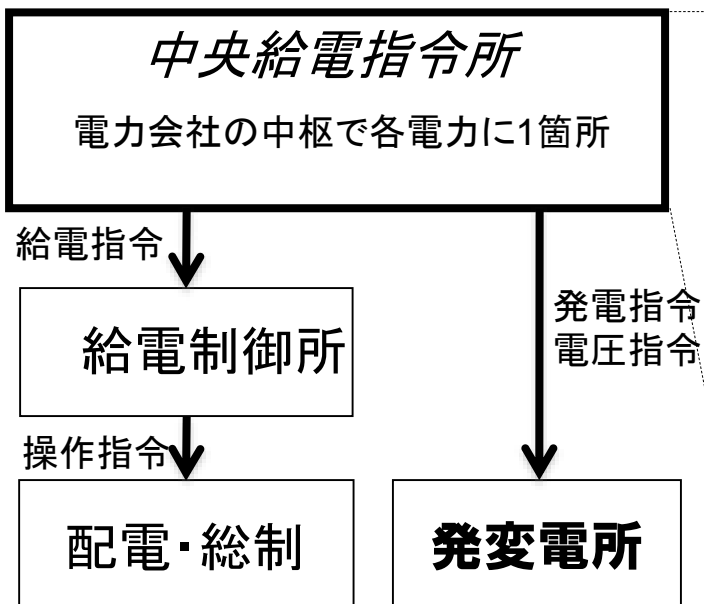 中央給電指令所
電力会社の中枢で各電力に1箇所
給電指令
発電指令
電圧指令
給電制御所
操作指令
配電・総制
発変電所